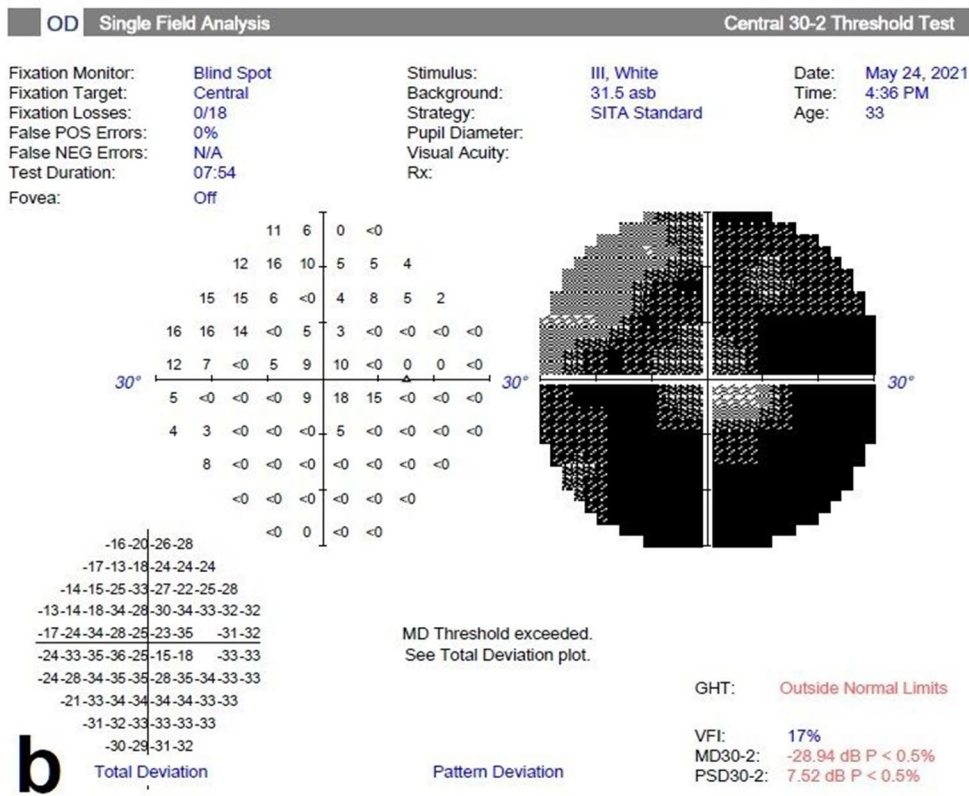 OD Single Field Analysis Central 30-2 Threshold Test
Fixation Monitor: Blind Spot Stimulus: III, White Date: May 24, 2021
Fixation Target: Central Background: 31.5 asb Time: 4:36 PM
Fixation Losses: 0/18 Strategy: SITA Standard Age: 33
False POS Errors: 0% Pupil Diameter:
False NEG Errors: N/A Visual Acuity:
Test Duration: 07:54 Rx:
Fovea: Off
11 6 0 <0
12 16 10 5 5 4
15 15 6 <0 4 8 5 2
16 16 14 <0 5 3 <0 <0 <0 <0
12 7 <0 5 9 10 <0 0 0 <0
30° 30° 30°
5 <0 <0 <0 9 18 15 <0 <0 <0
4 3 <0 <0 <0 5 <0 <0 <0 <0
8 <0 <0 <0 <0 <0 <0 <0
<0 <0 <0 <0 <0 <0
<0 0 <0 <0
-16 -20 -26 -28
-17 -13 -18 -24 -24 -24
-14 -15 -25 -33 -27 -22 -25 -28
-13 -14 -18 -34 -28 -30 -34 -33 -32 -32
-17 -24 -34 -28 -25 -23 -35 -31 -32
-24 -33 -35 -36 -25 -15 -18 -33 -33
-24 -28 -34 -35 -35 -28 -35 -34 -33 -33
-21 -33 -34 -34 -34 -34 -33 -33
-31 -32 -33 -33 -33 -33
-30 -29 -31 -32
Total Deviation
MD Threshold exceeded.
See Total Deviation plot.
Pattern Deviation
GHT: Outside Normal Limits
VFI: 17%
MD30-2: -28.94 dB P < 0.5%
PSD30-2: 7.52 dB P < 0.5%
b